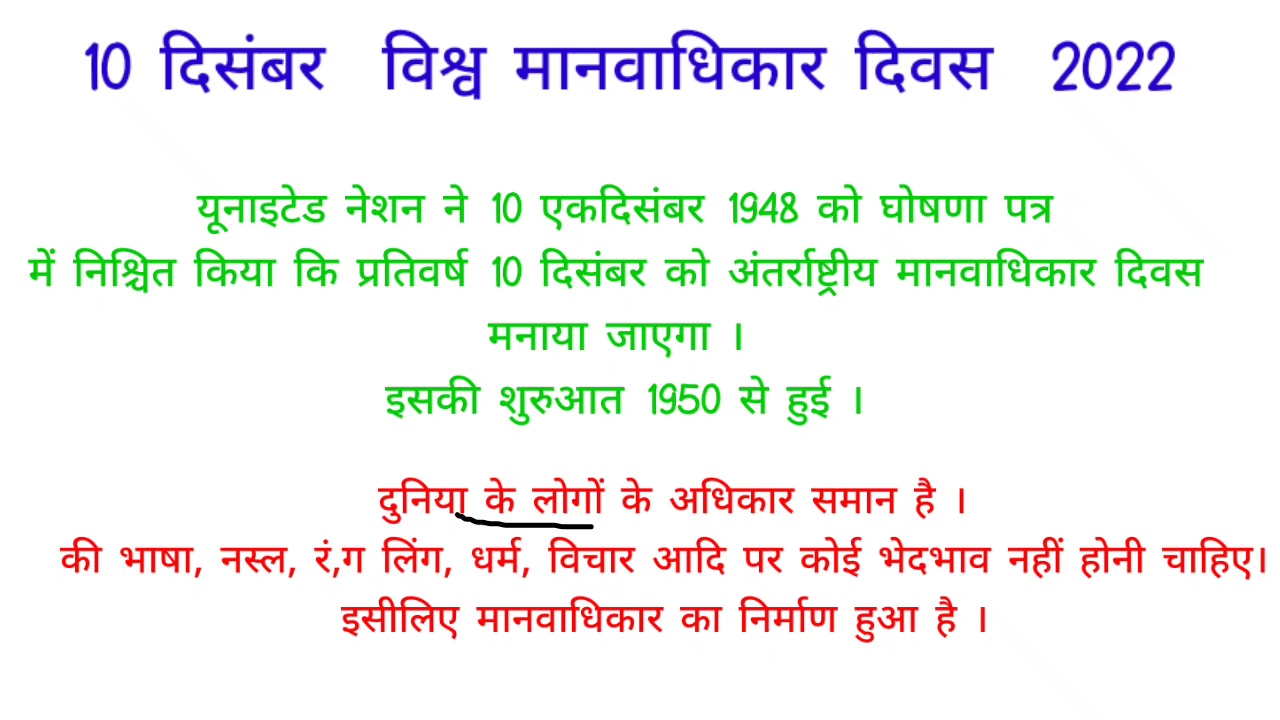 10 दिसंबर विश्व मानवाधिकार दिवस 2022
यूनाइटेड नेशन ने 10 एकदिसंबर 1948 को घोषणा पत्र
में निश्चित किया कि प्रतिवर्ष 10 दिसंबर को अंतर्राष्ट्रीय मानवाधिकार दिवस
मनाया जाएगा ।
इसकी शुरुआत 1950 से हुई ।
दुनिया के लोगों के अधिकार समान है ।
की भाषा, नस्ल, रं,ग लिंग, धर्म, विचार आदि पर कोई भेदभाव नहीं होनी चाहिए।
इसीलिए मानवाधिकार का निर्माण हुआ है ।